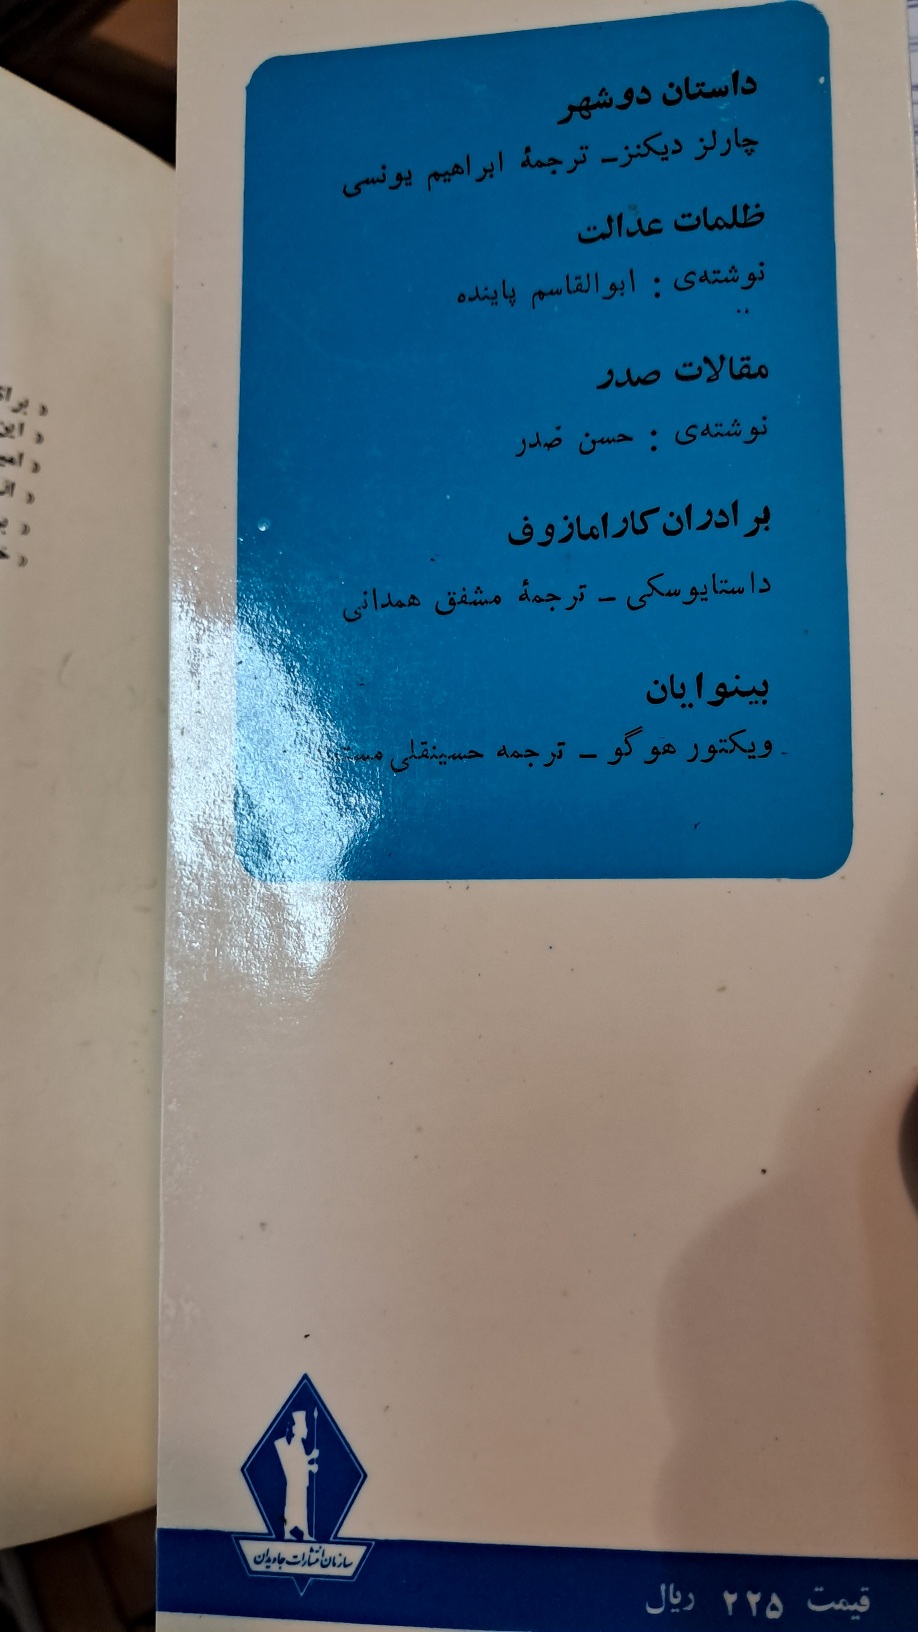 داستان دوشهر
چارلز دیکنز ـ ترجمهٔ ابراهیم یونسی
ظلمات عدالت
نوشته‌ی : ابوالقاسم پاینده
مقالات صدر
نوشته‌ی : حسن صدر
برادران کارامازوف
داستایوسکی ـ ترجمهٔ مشفق همدانی
بینوایان
ویکتور هوگو ـ ترجمه حسینقلی
سازمان انتشارات جاویدان
قیمت ۲۲۵ ریال